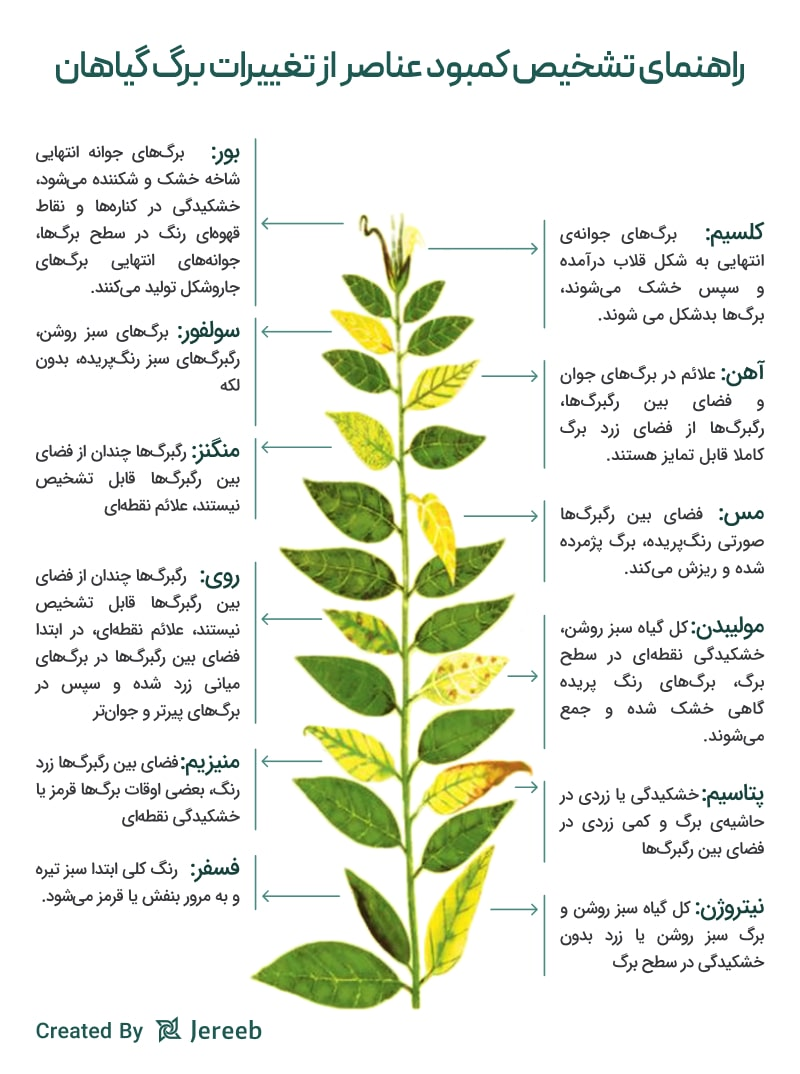 راهنمای تشخیص کمبود عناصر از تغییرات برگ گیاهان
کلسیم: برگ‌های جوانه‌ی
انتهایی به شکل قلاب درآمده
و سپس خشک می‌شوند،
برگ‌ها بدشکل می شوند.
آهن: علائم در برگ‌های جوان
و فضای بین رگبرگ‌ها،
رگبرگ‌ها از فضای زرد برگ
کاملا قابل تمایز هستند.
مس: فضای بین رگبرگ‌ها
صورتی رنگ‌پریده، برگ پژمرده
شده و ریزش می‌کند.
مولیبدن: کل گیاه سبز روشن،
خشکیدگی نقطه‌ای در سطح
برگ، برگ‌های رنگ پریده
گاهی خشک شده و جمع
می‌شوند.
پتاسیم: خشکیدگی یا زردی در
حاشیه‌ی برگ و کمی زردی در
فضای بین رگبرگ‌ها
نیتروژن: کل گیاه سبز روشن و
برگ سبز روشن یا زرد بدون
خشکیدگی در سطح برگ
بور: برگ‌های جوانه انتهایی
شاخه خشک و شکننده می‌شود،
خشکیدگی در کناره‌ها و نقاط
قهوه‌ای رنگ در سطح برگ‌ها،
جوانه‌های انتهایی برگ‌های
جاروشکل تولید می‌کنند.
سولفور: برگ‌های سبز روشن،
رگبرگ‌های سبز رنگ‌پریده، بدون
لکه
منگنز: رگبرگ‌ها چندان از فضای
بین رگبرگ‌ها قابل تشخیص
نیستند، علائم نقطه‌ای
روی: رگبرگ‌ها چندان از فضای
بین رگبرگ‌ها قابل تشخیص
نیستند، علائم نقطه‌ای، در ابتدا
فضای بین رگبرگ‌ها در برگ‌های
میانی زرد شده و سپس در
برگ‌های پیرتر و جوان‌تر
منیزیم: فضای بین رگبرگ‌ها زرد
رنگ، بعضی اوقات برگ‌ها قرمز یا
خشکیدگی نقطه‌ای
فسفر: رنگ کلی ابتدا سبز تیره
و به مرور بنفش یا قرمز می‌شود.
Created By Jereeb